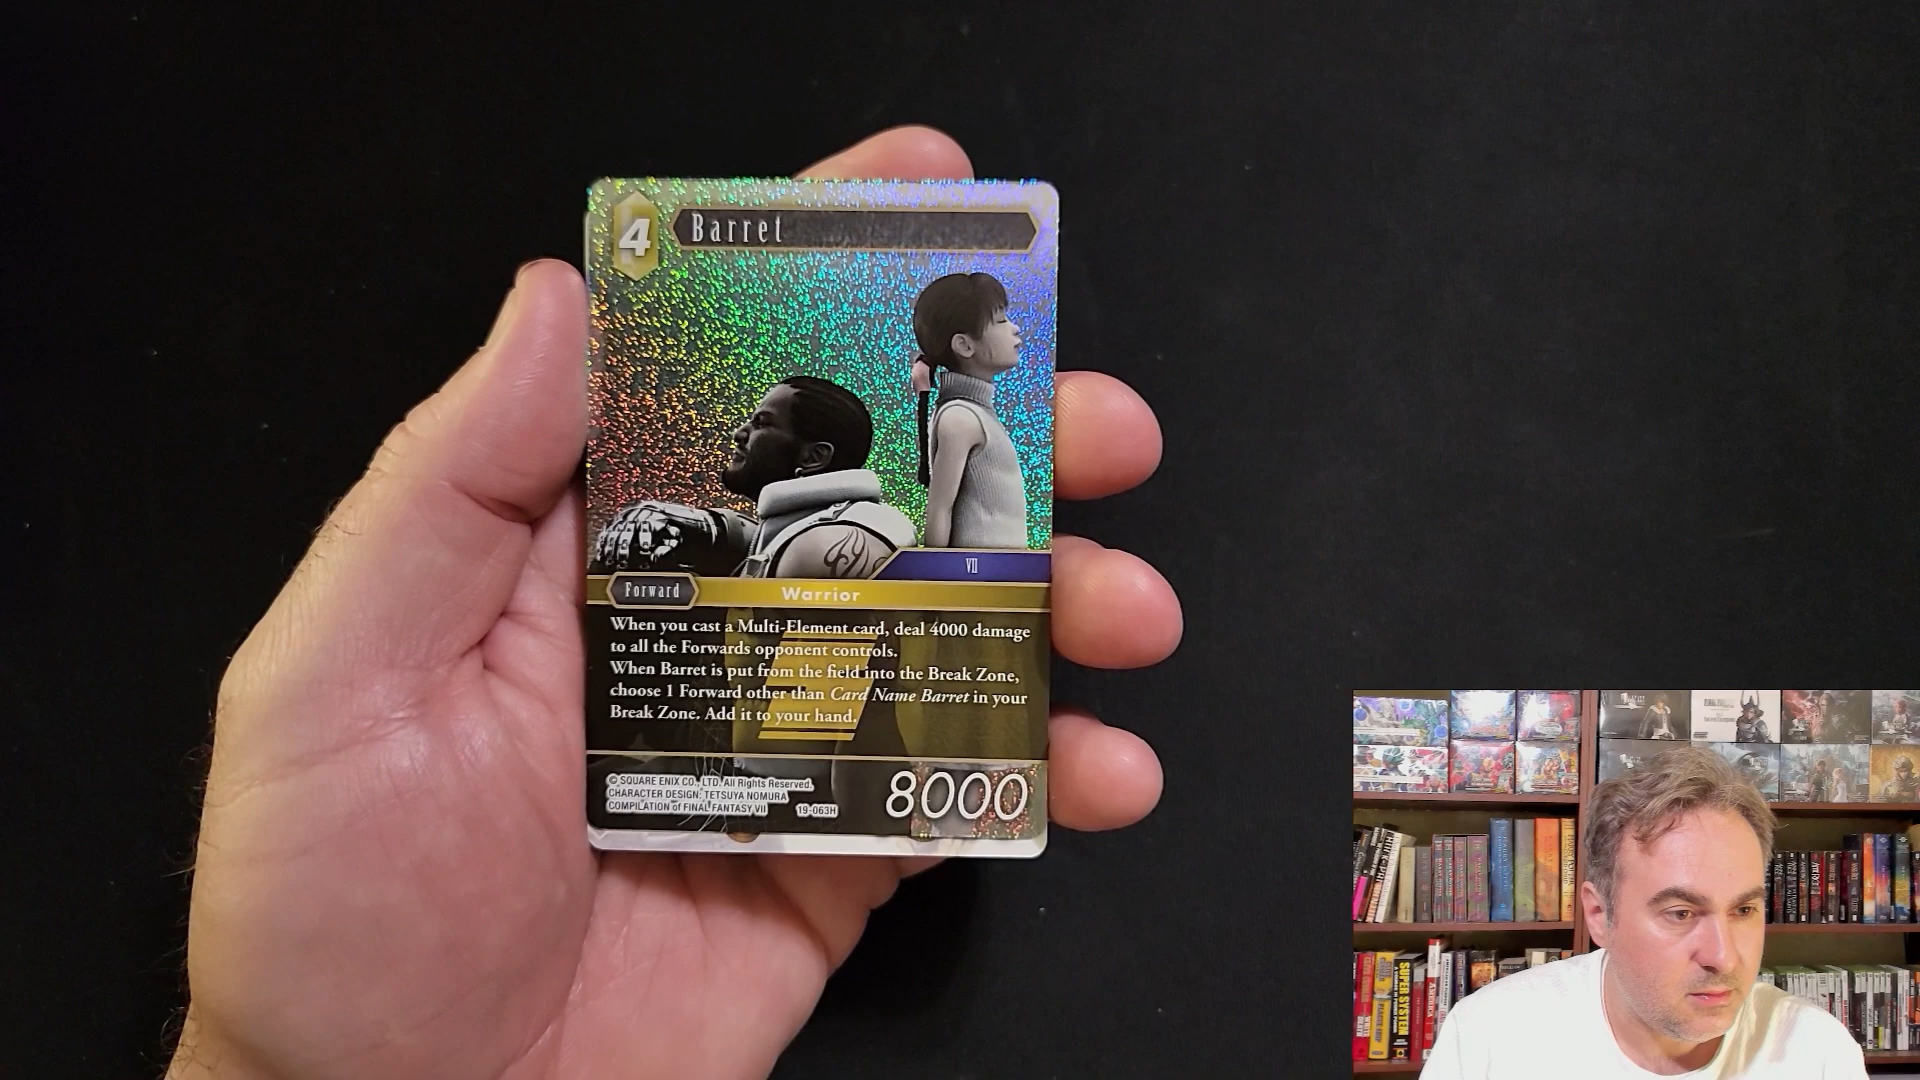 4
Barret
VII
Forward
Warrior
When you cast a Multi-Element card, deal 4000 damage
to all the Forwards opponent controls.
When Barret is put from the field into the Break Zone,
choose 1 Forward other than Card Name Barret in your
Break Zone. Add it to your hand.
© SQUARE ENIX CO., LTD. All Rights Reserved.
CHARACTER DESIGN: TETSUYA NOMURA
COMPILATION of FINAL FANTASY VII
19-063H
8000
SUPER SYSTEM